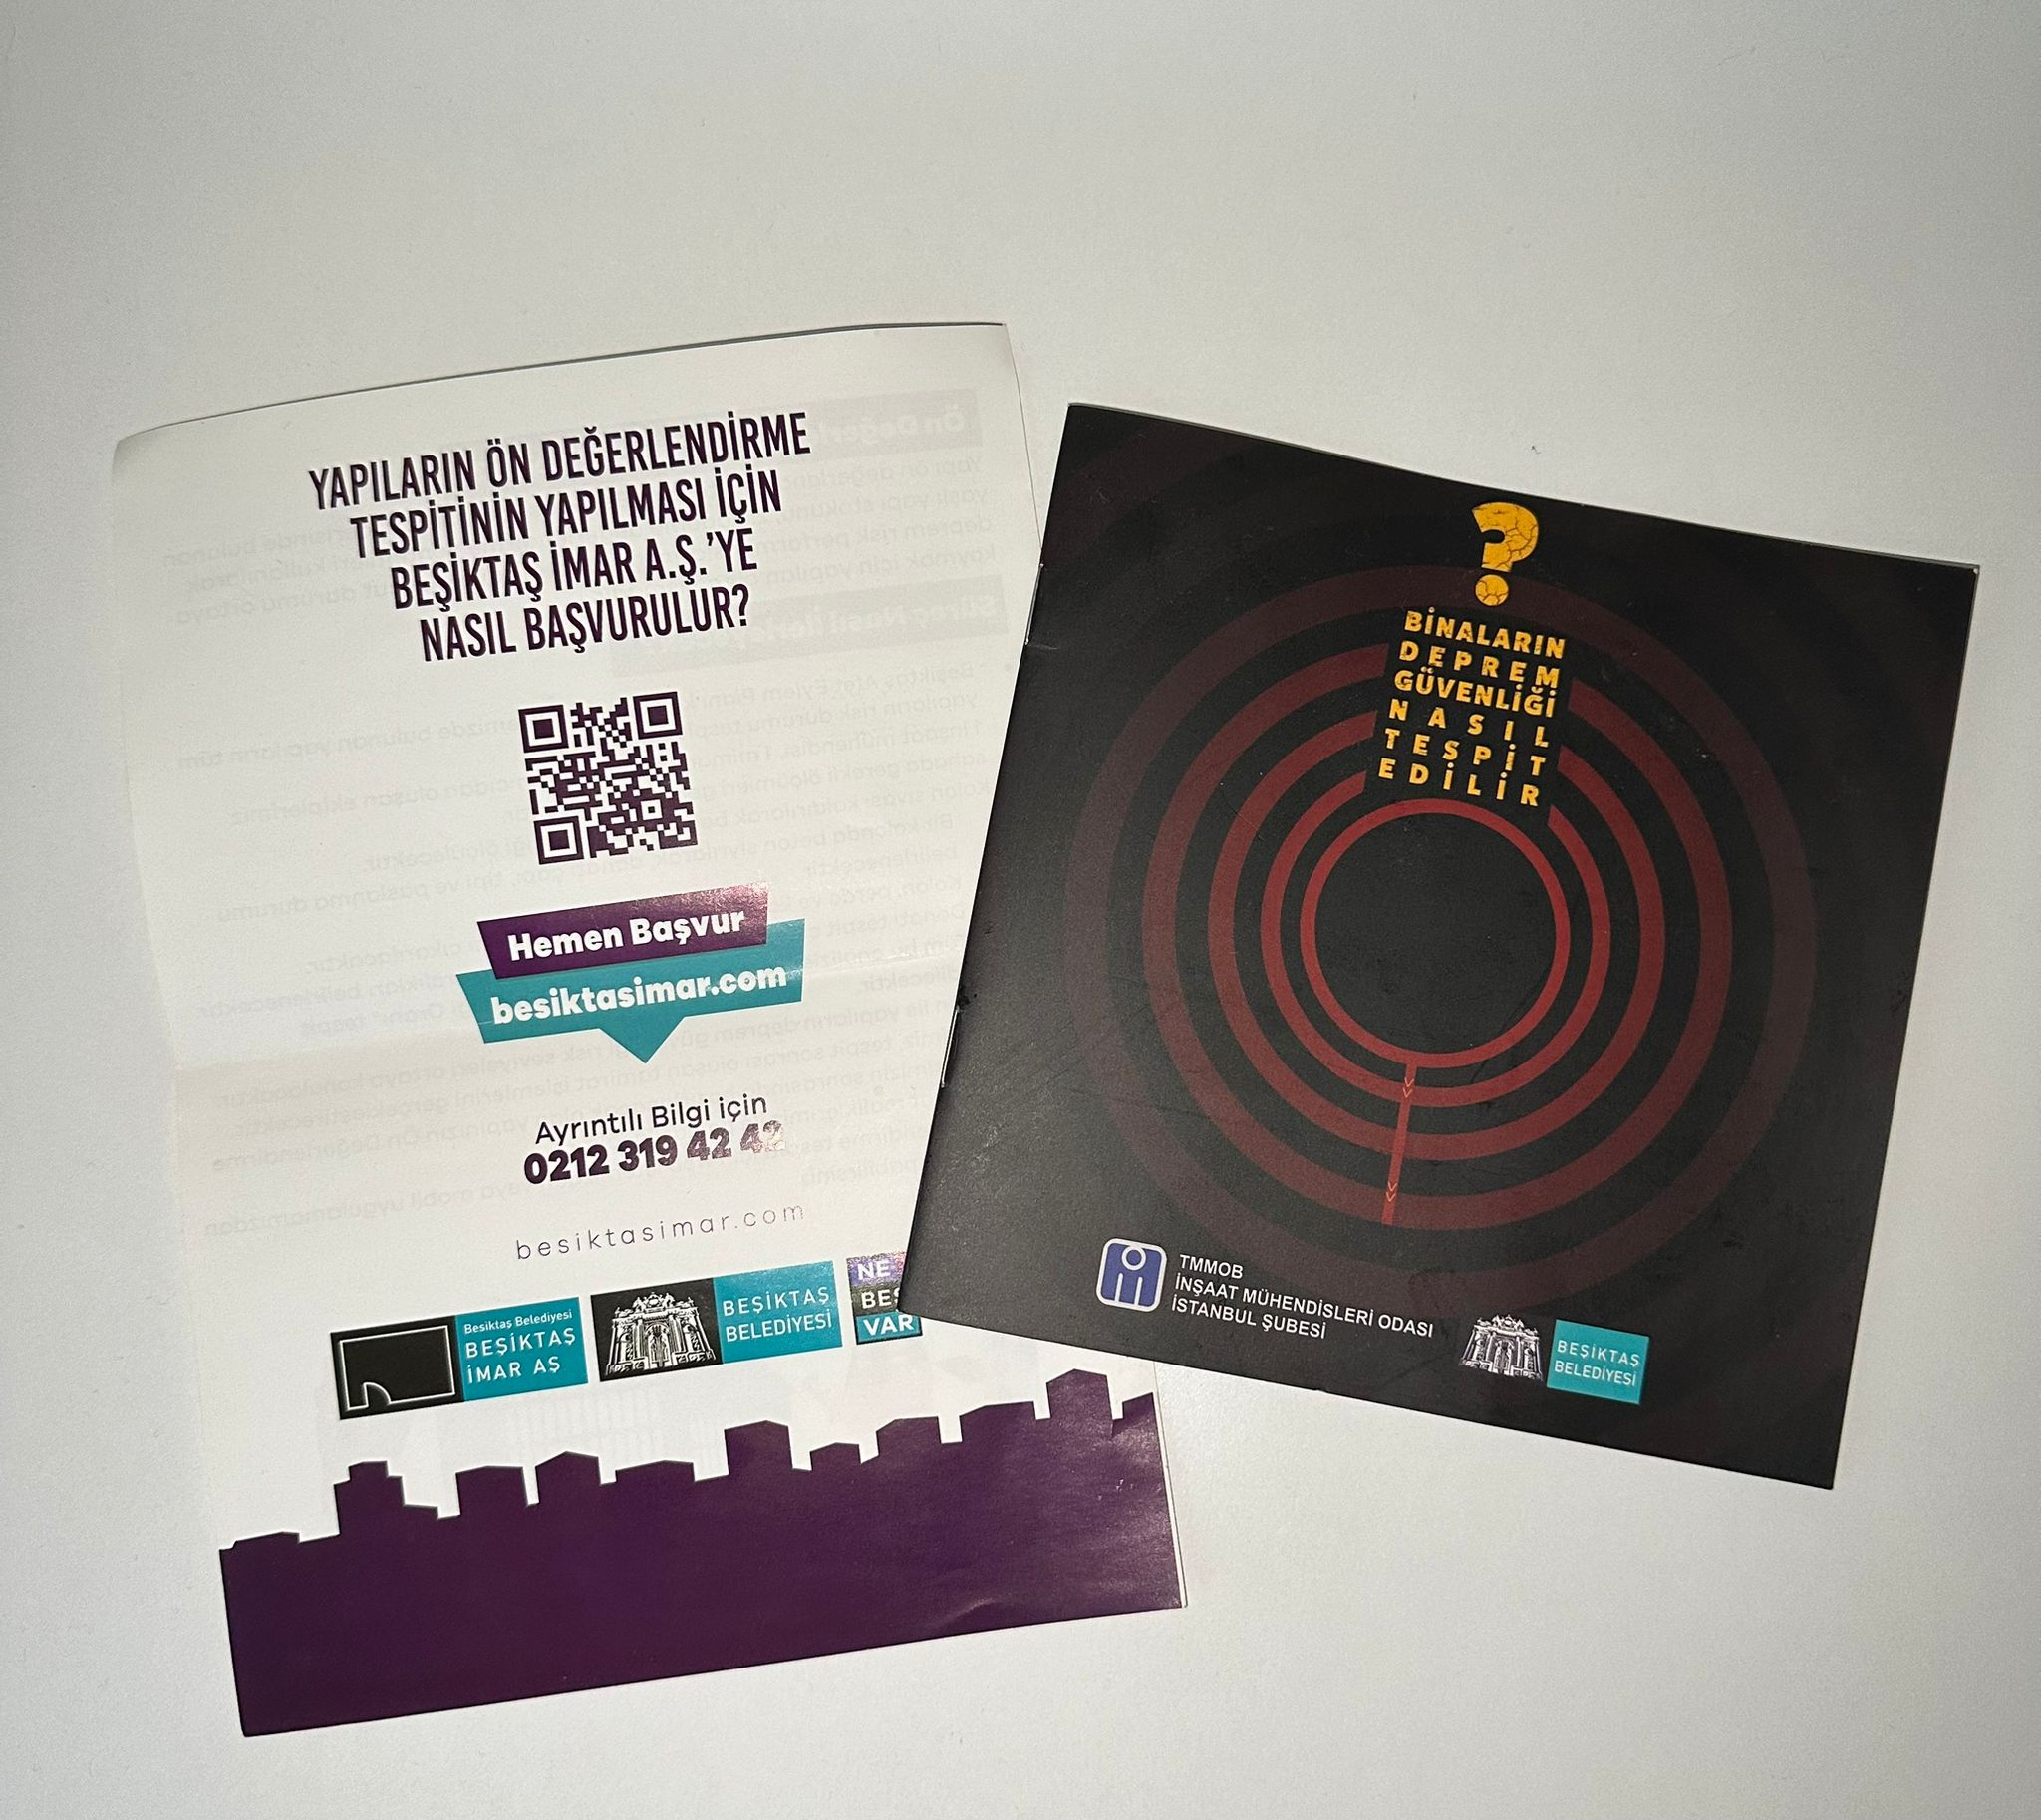 YAPILARIN ÖN DEĞERLENDİRME
TESPİTİNİN YAPILMASI İÇİN
BEŞİKTAŞ İMAR A.Ş.'YE
NASIL BAŞVURULUR?
Hemen Başvur
besiktasimar.com
Ayrıntılı Bilgi için
0212 319 42 42
besiktasimar.com
Besiktaş Belediyesi
BEŞİKTAŞ
İMAR AŞ
BEŞİKTAŞ
BELEDİYESİ
NE
VAR
?
BİNALARIN
DEPREM
GÜVENLİĞİ
NASIL
TESPİT
EDİLİR
TMMOB
İNŞAAT MÜHENDİSLERİ ODASI
İSTANBUL ŞUBESİ
BEŞİKTAŞ
BELEDİYESİ